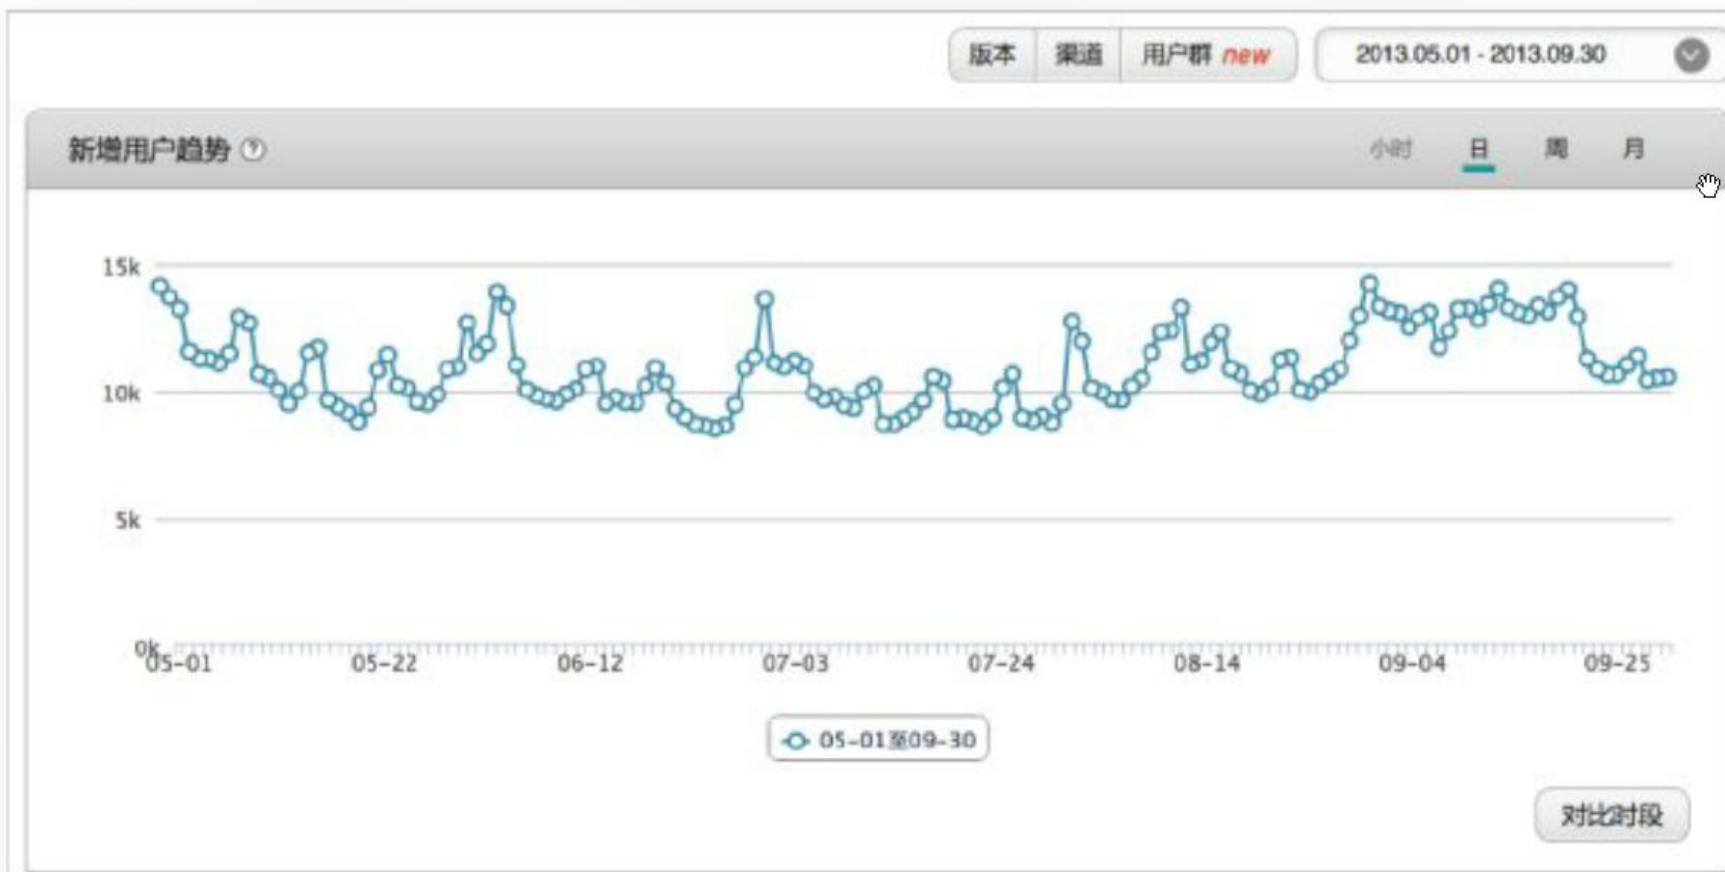 版本 渠道 用户群 new 2013.05.01 - 2013.09.30
新增用户趋势 ? 小时 日 周 月
15k
10k
5k
0k
05-01 05-22 06-12 07-03 07-24 08-14 09-04 09-25
05-01至09-30
对比时段